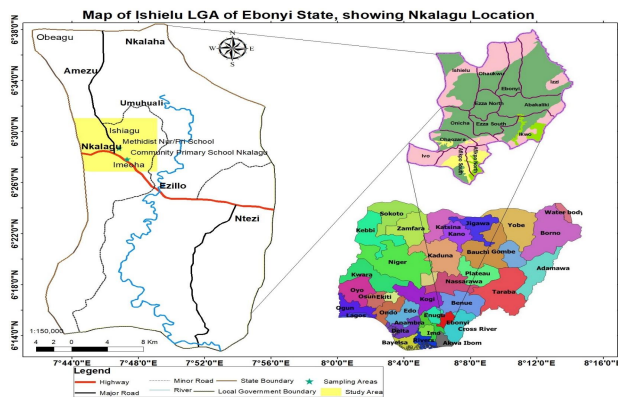 Map of Ishielu LGA of Ebonyi State, showing Nkalagu Location
6°38'0"N
6°34'0"N
6°30'0"N
6°26'0"N
6°22'0"N
6°18'0"N
6°14'0"N
Obeagu
Nkalaha
N
W
E
S
Amezu
Umuhuali
Ishiagu
Methidist Nur/Pri School
Nkalagu
Community Primary School Nkalagu
Imeoha
Ezillo
Ntezi
1:150,000
4 2 0 4 8 Km
Ishielu
Ohaukwu
Izzi
Ebonyi
Ezza North
Abakaliki
Onicha
Ezza South
Ikwo
Ohaozara
Ivo
Afikpo South
Afikpo North
Sokoto
Kebbi
Zamfara
Katsina
Kano
Jigawa
Yobe
Water body
Borno
Bauchi
Gombe
Kaduna
Niger
Adamawa
Plateau
Kwara
Nassarawa
Taraba
Oyo
Osun
Ekiti
Kogi
Benue
Ogun
Ondo
Edo
Enugu
Lagos
Anambra
Ebonyi
Cross River
Delta
Imo
Bayelsa
Rivers
Akwa Ibom
7°44'0"E
7°48'0"E
7°52'0"E
7°56'0"E
8°0'0"E
8°4'0"E
8°8'0"E
8°12'0"E
8°16'0"E
Legend
Highway
Minor Road
State Boundary
Sampling Areas
Major Road
River
Local Government Boundary
Study Area